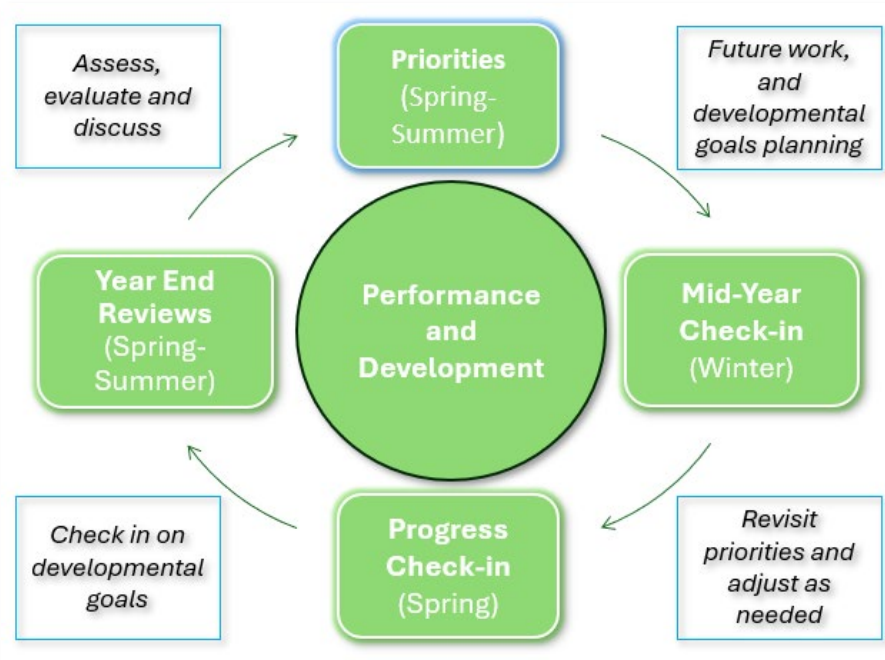 Assess,
evaluate and
discuss
Priorities
(Spring-
Summer)
Future work,
and
developmental
goals planning
Year End
Reviews
(Spring-
Summer)
Performance
and
Development
Mid-Year
Check-in
(Winter)
Check in on
developmental
goals
Progress
Check-in
(Spring)
Revisit
priorities and
adjust as
needed